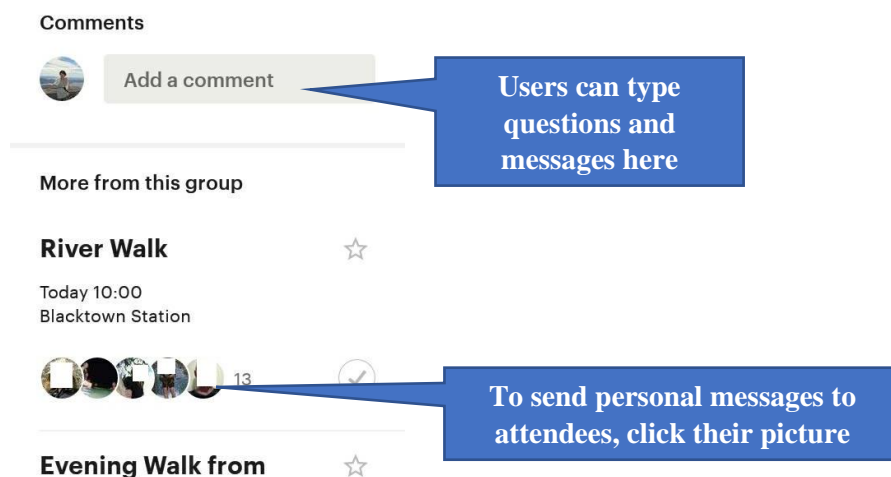 Comments
Add a comment
Users can type
questions and
messages here
More from this group
River Walk
Today 10:00
Blacktown Station
13
To send personal messages to
attendees, click their picture
Evening Walk from